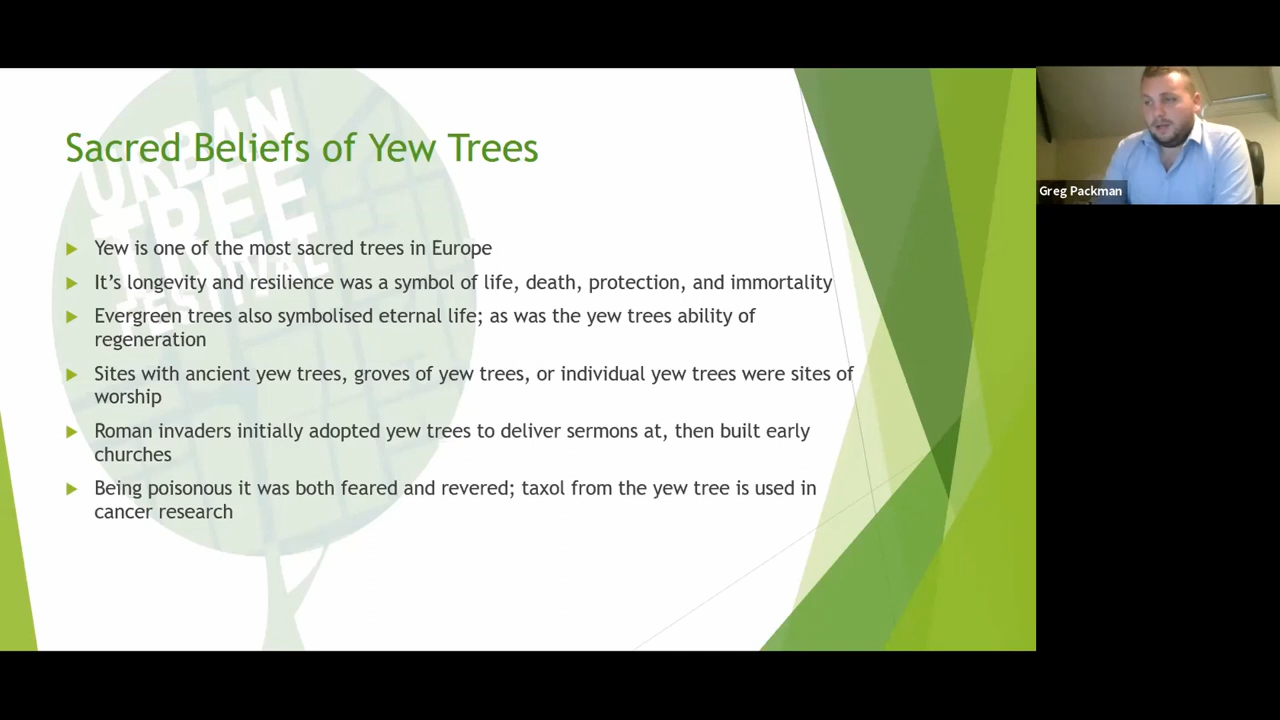 URBAN
TREE
FESTIVAL
Sacred Beliefs of Yew Trees
Yew is one of the most sacred trees in Europe
It’s longevity and resilience was a symbol of life, death, protection, and immortality
Evergreen trees also symbolised eternal life; as was the yew trees ability of
regeneration
Sites with ancient yew trees, groves of yew trees, or individual yew trees were sites of
worship
Roman invaders initially adopted yew trees to deliver sermons at, then built early
churches
Being poisonous it was both feared and revered; taxol from the yew tree is used in
cancer research
Greg Packman